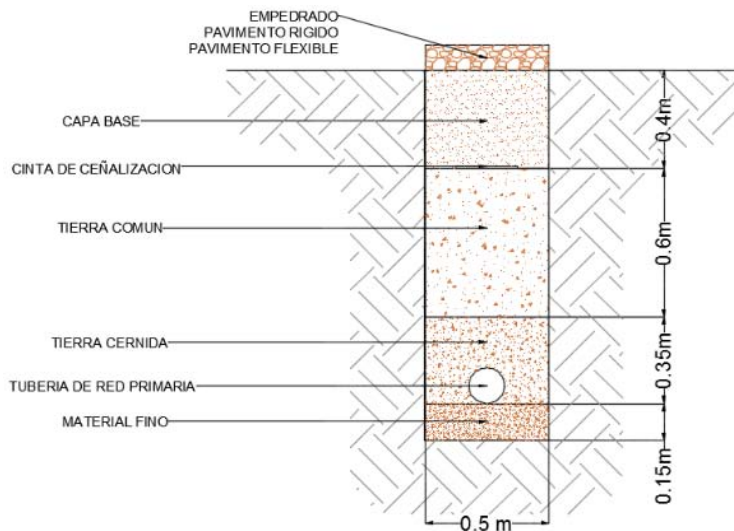 EMPEDRADO
PAVIMENTO RIGIDO
PAVIMENTO FLEXIBLE
CAPA BASE
0.4m
CINTA DE CEÑALIZACION
TIERRA COMUN
0.6m
TIERRA CERNIDA
0.35m
TUBERIA DE RED PRIMARIA
MATERIAL FINO
0.15m
0.5 m